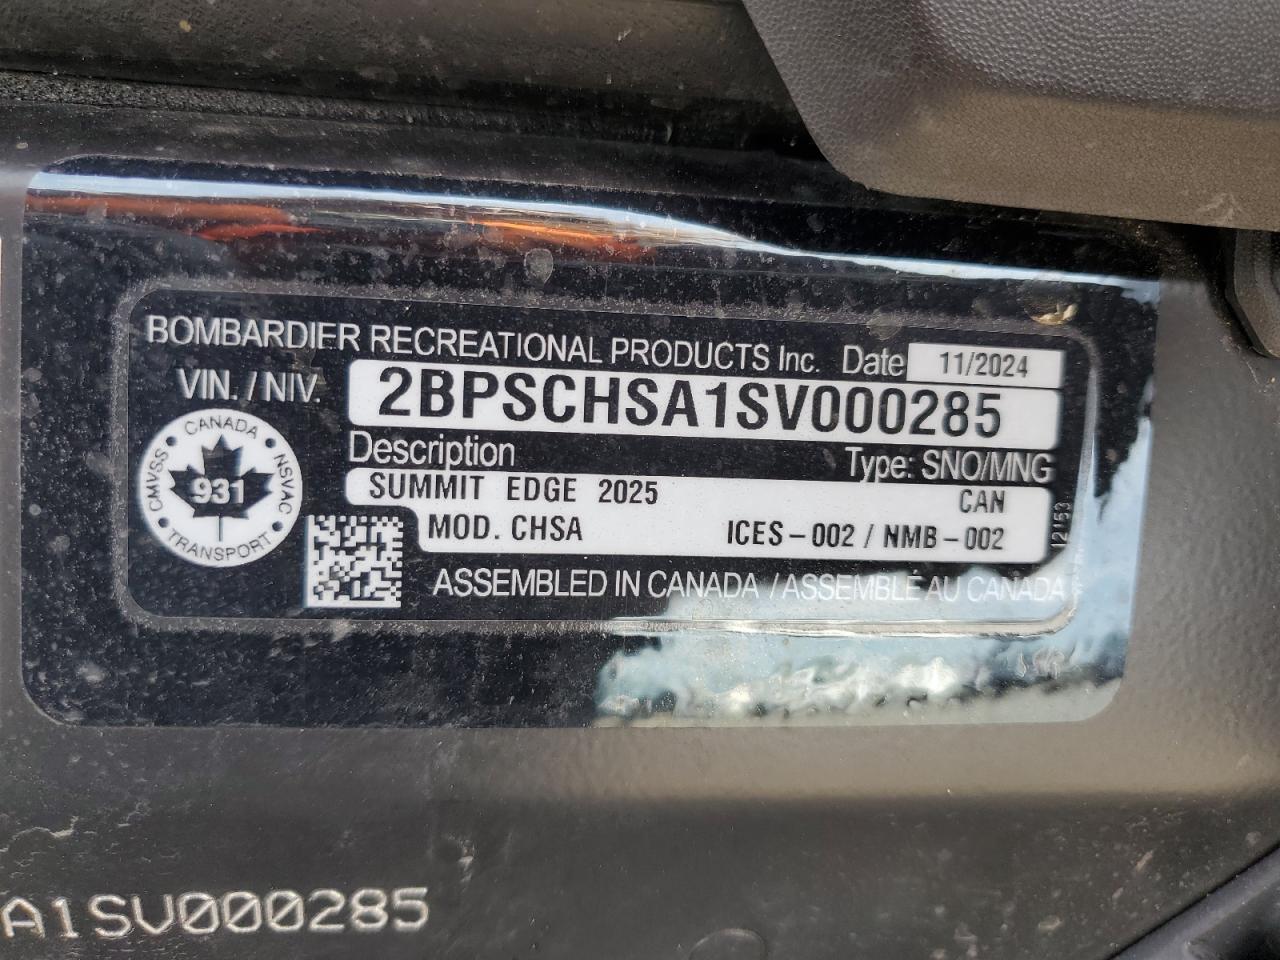 BOMBARDIER RECREATIONAL PRODUCTS Inc. Date 11/2024
VIN. / NIV. 2BPSCHSA1SV000285
Description Type: SNO/MNG
SUMMIT EDGE 2025 CAN
MOD. CHSA ICES-002 / NMB-002
12153
CANADA
CMVSS 931 NSVAC
TRANSPORT
ASSEMBLED IN CANADA / ASSEMBLÉ AU CANADA
A1SV000285